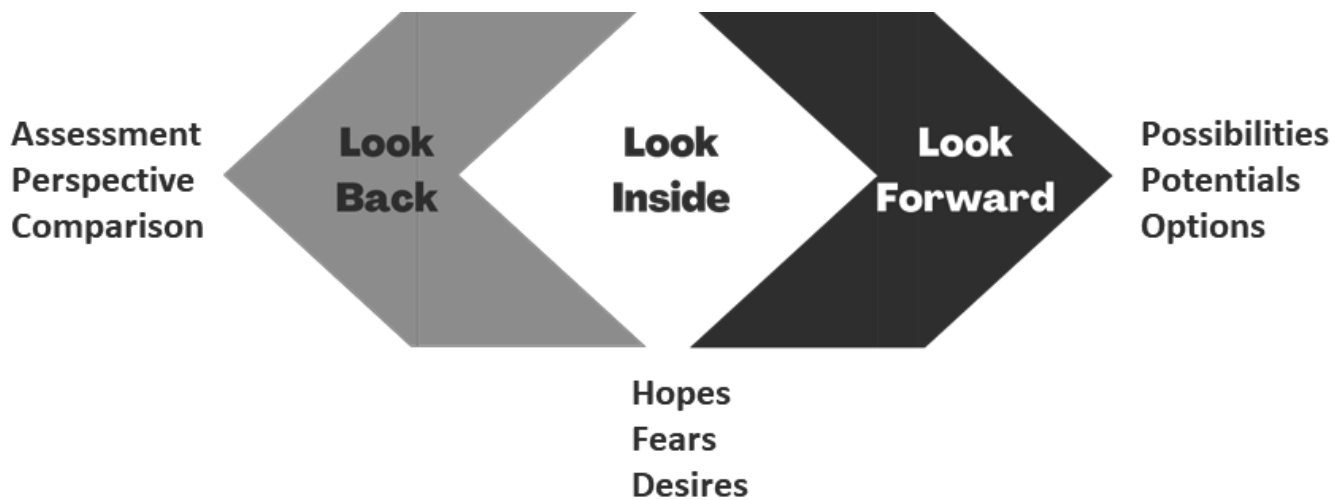 Assessment
Perspective
Comparison
Look
Back
Look
Inside
Look
Forward
Possibilities
Potentials
Options
Hopes
Fears
Desires